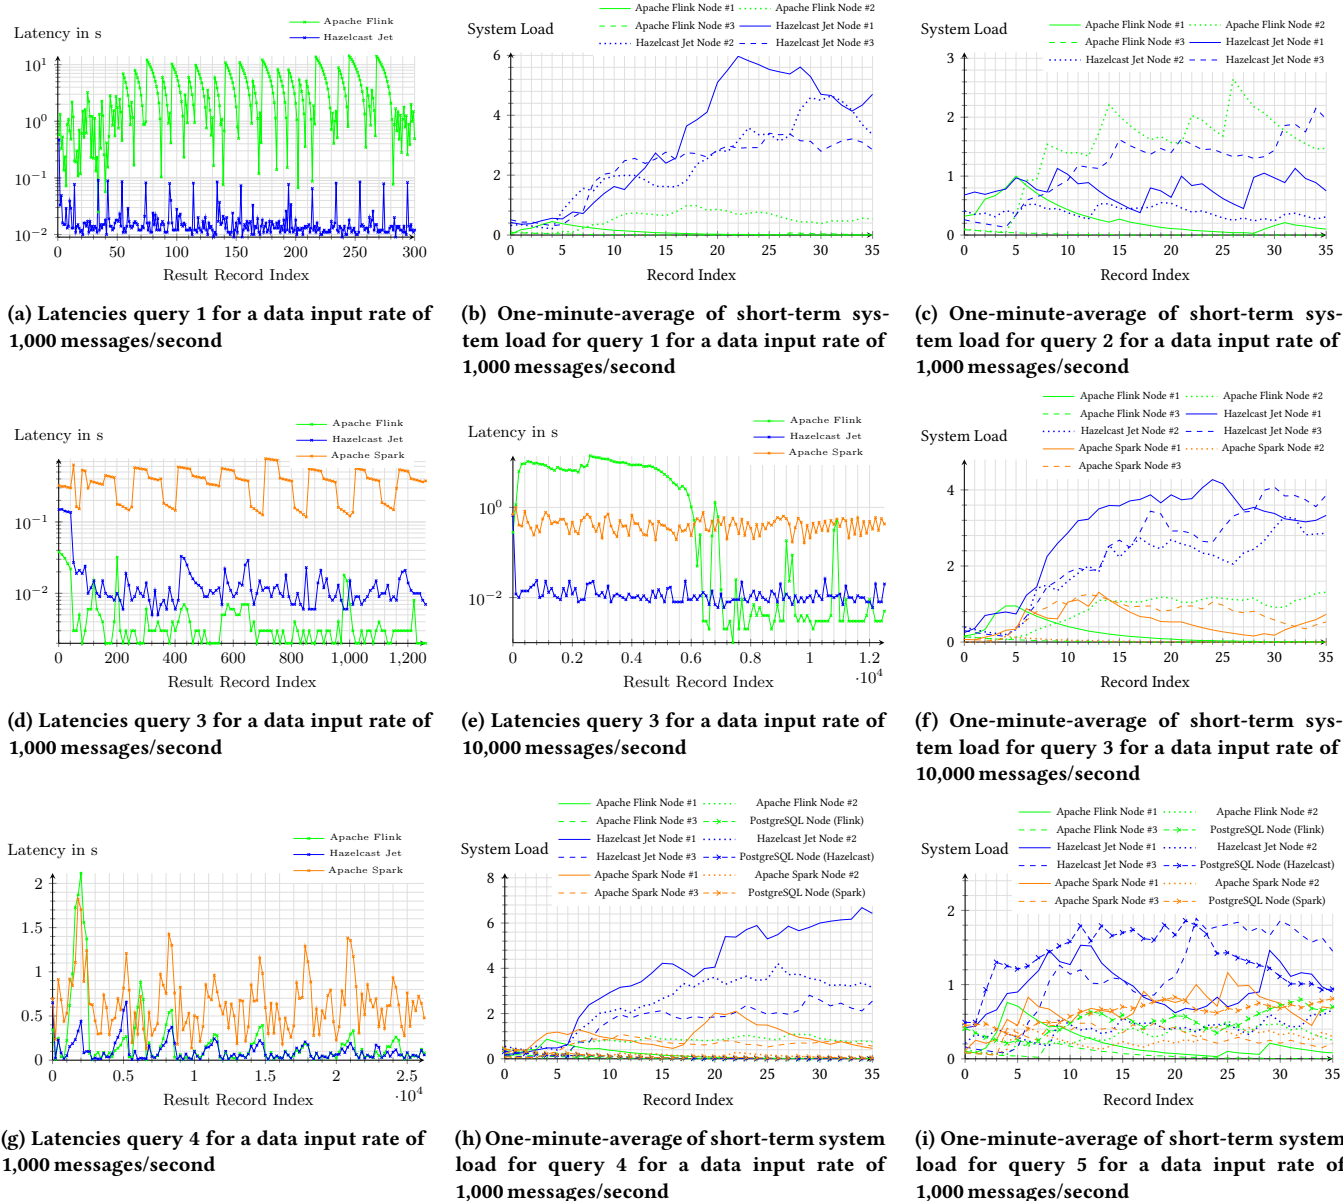 Apache Flink
Hazelcast Jet
Latency in s
10¹
10⁰
10⁻¹
10⁻²
0 50 100 150 200 250 300
Result Record Index
(a) Latencies query 1 for a data input rate of
1,000 messages/second
Apache Flink Node #1 Apache Flink Node #2
Apache Flink Node #3 Hazelcast Jet Node #1
Hazelcast Jet Node #2 Hazelcast Jet Node #3
System Load
6
4
2
0
0 5 10 15 20 25 30 35
Record Index
(b) One-minute-average of short-term sys-
tem load for query 1 for a data input rate of
1,000 messages/second
Apache Flink Node #1 Apache Flink Node #2
Apache Flink Node #3 Hazelcast Jet Node #1
Hazelcast Jet Node #2 Hazelcast Jet Node #3
System Load
3
2
1
0
0 5 10 15 20 25 30 35
Record Index
(c) One-minute-average of short-term sys-
tem load for query 2 for a data input rate of
1,000 messages/second
Apache Flink
Hazelcast Jet
Apache Spark
Latency in s
10⁻¹
10⁻²
0 200 400 600 800 1,000 1,200
Result Record Index
(d) Latencies query 3 for a data input rate of
1,000 messages/second
Apache Flink
Hazelcast Jet
Apache Spark
Latency in s
10⁰
10⁻²
0 0.2 0.4 0.6 0.8 1 1.2
·10⁴
Result Record Index
(e) Latencies query 3 for a data input rate of
10,000 messages/second
Apache Flink Node #1 Apache Flink Node #2
Apache Flink Node #3 Hazelcast Jet Node #1
Hazelcast Jet Node #2 Hazelcast Jet Node #3
Apache Spark Node #1 Apache Spark Node #2
Apache Spark Node #3
System Load
4
2
0
0 5 10 15 20 25 30 35
Record Index
(f) One-minute-average of short-term sys-
tem load for query 3 for a data input rate of
10,000 messages/second
Apache Flink
Hazelcast Jet
Apache Spark
Latency in s
2
1.5
1
0.5
0
0 0.5 1 1.5 2 2.5
·10⁴
Result Record Index
(g) Latencies query 4 for a data input rate of
1,000 messages/second
Apache Flink Node #1 Apache Flink Node #2
Apache Flink Node #3 PostgreSQL Node (Flink)
Hazelcast Jet Node #1 Hazelcast Jet Node #2
Hazelcast Jet Node #3 PostgreSQL Node (Hazelcast)
Apache Spark Node #1 Apache Spark Node #2
Apache Spark Node #3 PostgreSQL Node (Spark)
System Load
8
6
4
2
0
0 5 10 15 20 25 30 35
Record Index
(h) One-minute-average of short-term system
load for query 4 for a data input rate of
1,000 messages/second
Apache Flink Node #1 Apache Flink Node #2
Apache Flink Node #3 PostgreSQL Node (Flink)
Hazelcast Jet Node #1 Hazelcast Jet Node #2
Hazelcast Jet Node #3 PostgreSQL Node (Hazelcast)
Apache Spark Node #1 Apache Spark Node #2
Apache Spark Node #3 PostgreSQL Node (Spark)
System Load
2
1
0
0 5 10 15 20 25 30 35
Record Index
(i) One-minute-average of short-term system
load for query 5 for a data input rate of
1,000 messages/second